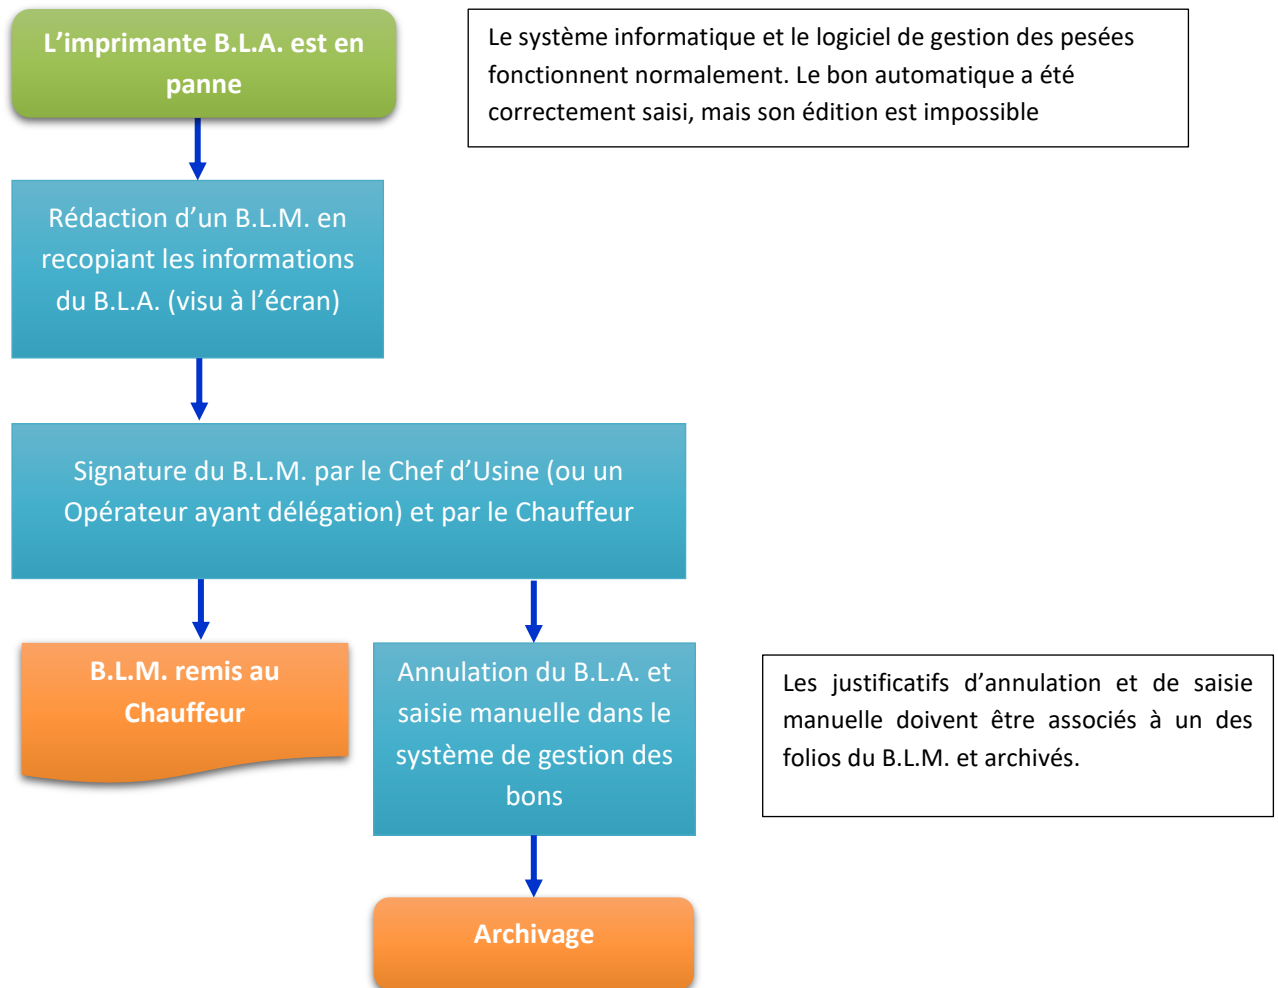 L’imprimante B.L.A. est en
panne
Le système informatique et le logiciel de gestion des pesées
fonctionnent normalement. Le bon automatique a été
correctement saisi, mais son édition est impossible
Rédaction d’un B.L.M. en
recopiant les informations
du B.L.A. (visu à l’écran)
Signature du B.L.M. par le Chef d’Usine (ou un
Opérateur ayant délégation) et par le Chauffeur
B.L.M. remis au
Chauffeur
Annulation du B.L.A. et
saisie manuelle dans le
système de gestion des
bons
Les justificatifs d’annulation et de saisie
manuelle doivent être associés à un des
folios du B.L.M. et archivés.
Archivage